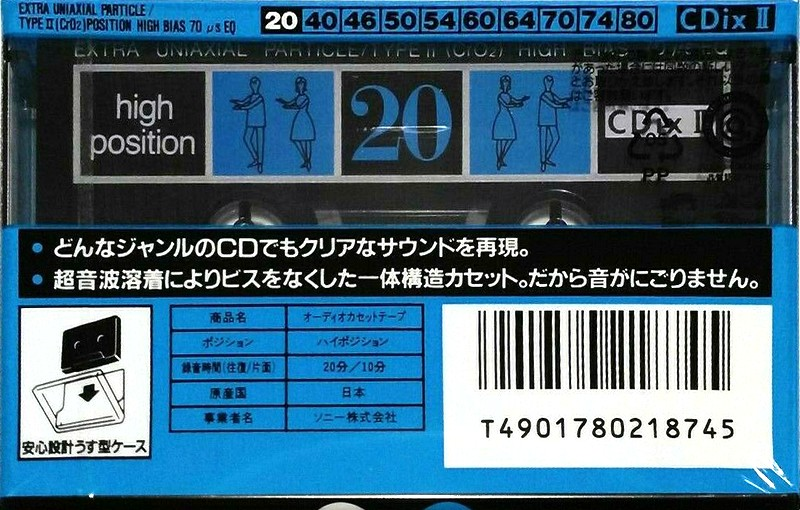 EXTRA UNIAXIAL PARTICLE/
TYPE II (CrO2) POSITION HIGH BIAS 70 μs EQ
20 40 46 50 54 60 64 70 74 80
CDix II
EXTRA UNIAXIAL PARTICLE/TYPE II (CrO2) HIGH
high
position
20
CDix II
PP
• どんなジャンルのCDでもクリアなサウンドを再現。
• 超音波溶着によりビスをなくした一体構造カセット。だから音がにごりません。
商品名 オーディオカセットテープ
ポジション ハイポジション
録音時間(往復/片面) 20分/10分
原産国 日本
事業者名 ソニー株式会社
安心設計うす型ケース
T4901780218745